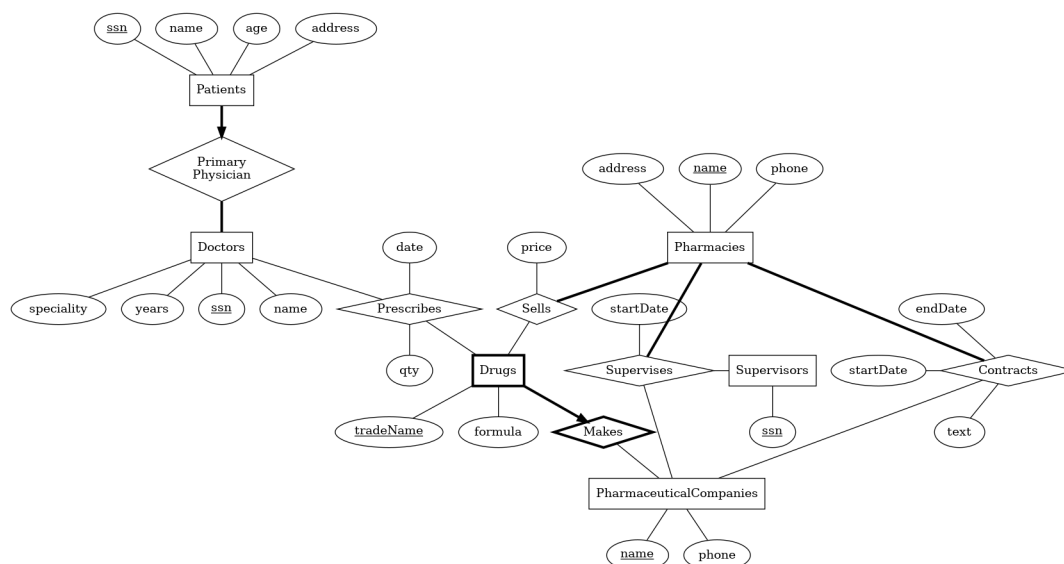 ssn
name
age
address
Patients
Primary
Physician
address
name
phone
Doctors
date
price
Pharmacies
speciality
years
ssn
name
Prescribes
Sells
startDate
endDate
qty
Drugs
Supervises
Supervisors
startDate
Contracts
tradeName
formula
Makes
ssn
text
PharmaceuticalCompanies
name
phone